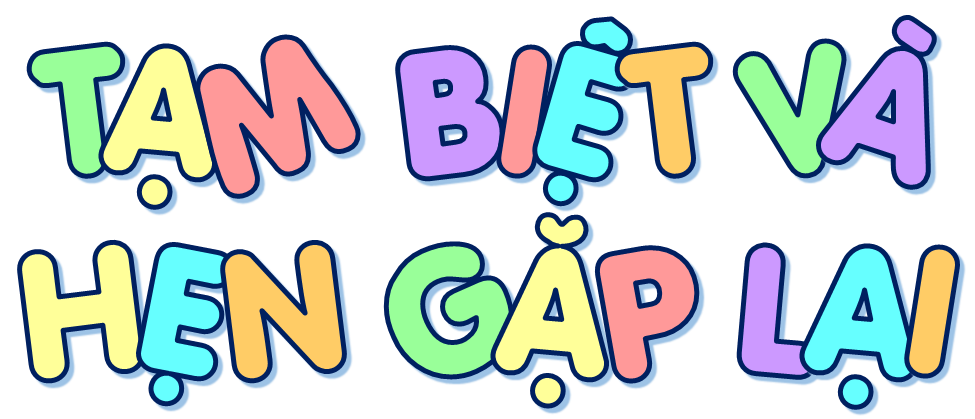 TẠM BIỆT VÀ
HẸN GẶP LẠI